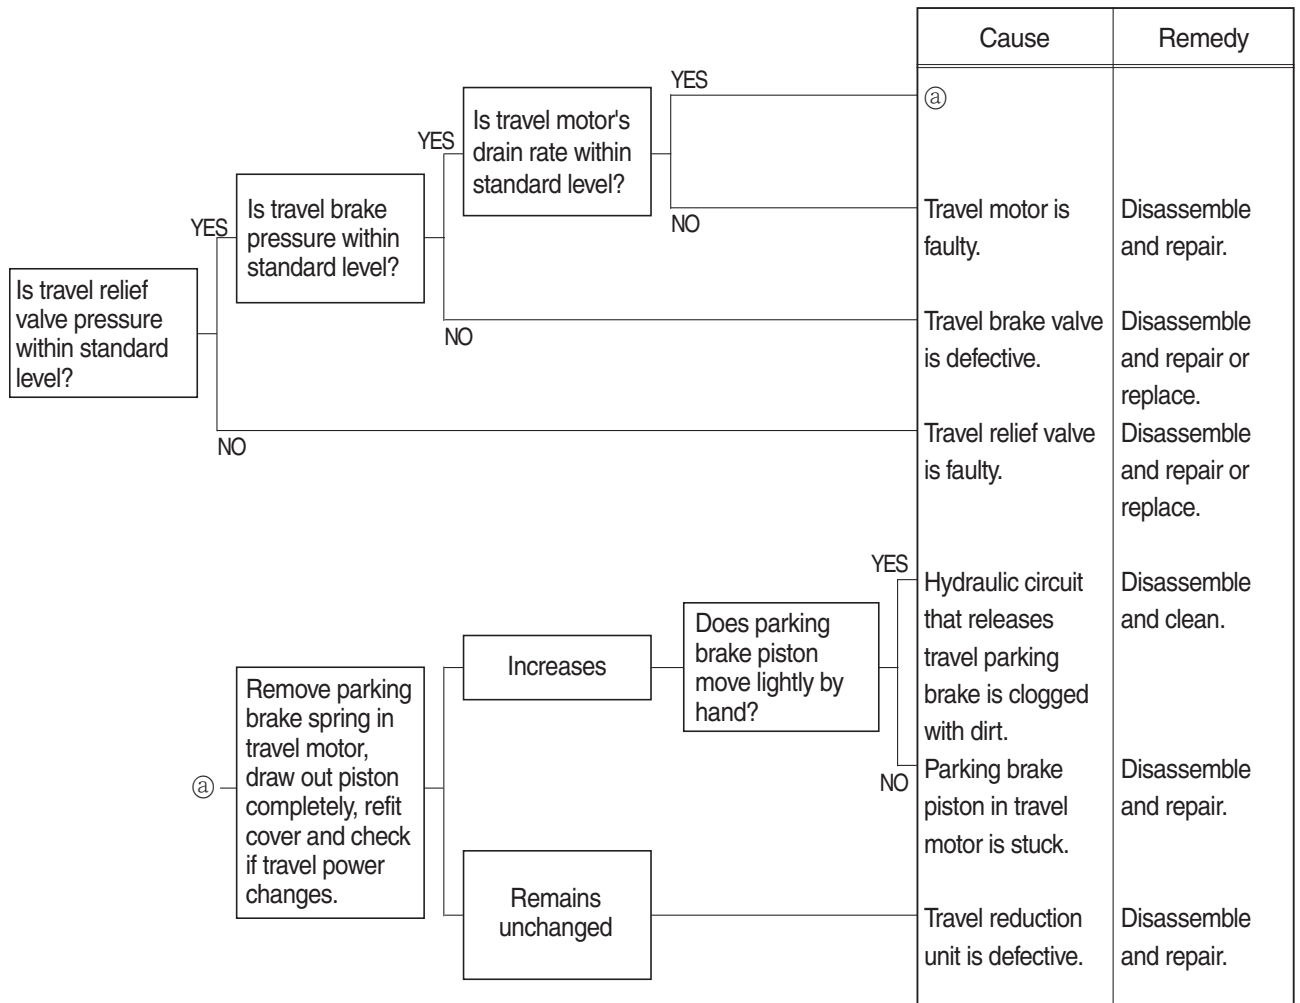 Cause
Remedy
YES
ⓐ
Is travel motor's
drain rate within
standard level?
YES
NO
Travel motor is
faulty.
Disassemble
and repair.
Is travel brake
pressure within
standard level?
YES
NO
Travel brake valve
is defective.
Disassemble
and repair or
replace.
Is travel relief
valve pressure
within standard
level?
NO
Travel relief valve
is faulty.
Disassemble
and repair or
replace.
ⓐ
Remove parking
brake spring in
travel motor,
draw out piston
completely, refit
cover and check
if travel power
changes.
Increases
Does parking
brake piston
move lightly by
hand?
YES
Hydraulic circuit
that releases
travel parking
brake is clogged
with dirt.
Disassemble
and clean.
NO
Parking brake
piston in travel
motor is stuck.
Disassemble
and repair.
Remains
unchanged
Travel reduction
unit is defective.
Disassemble
and repair.